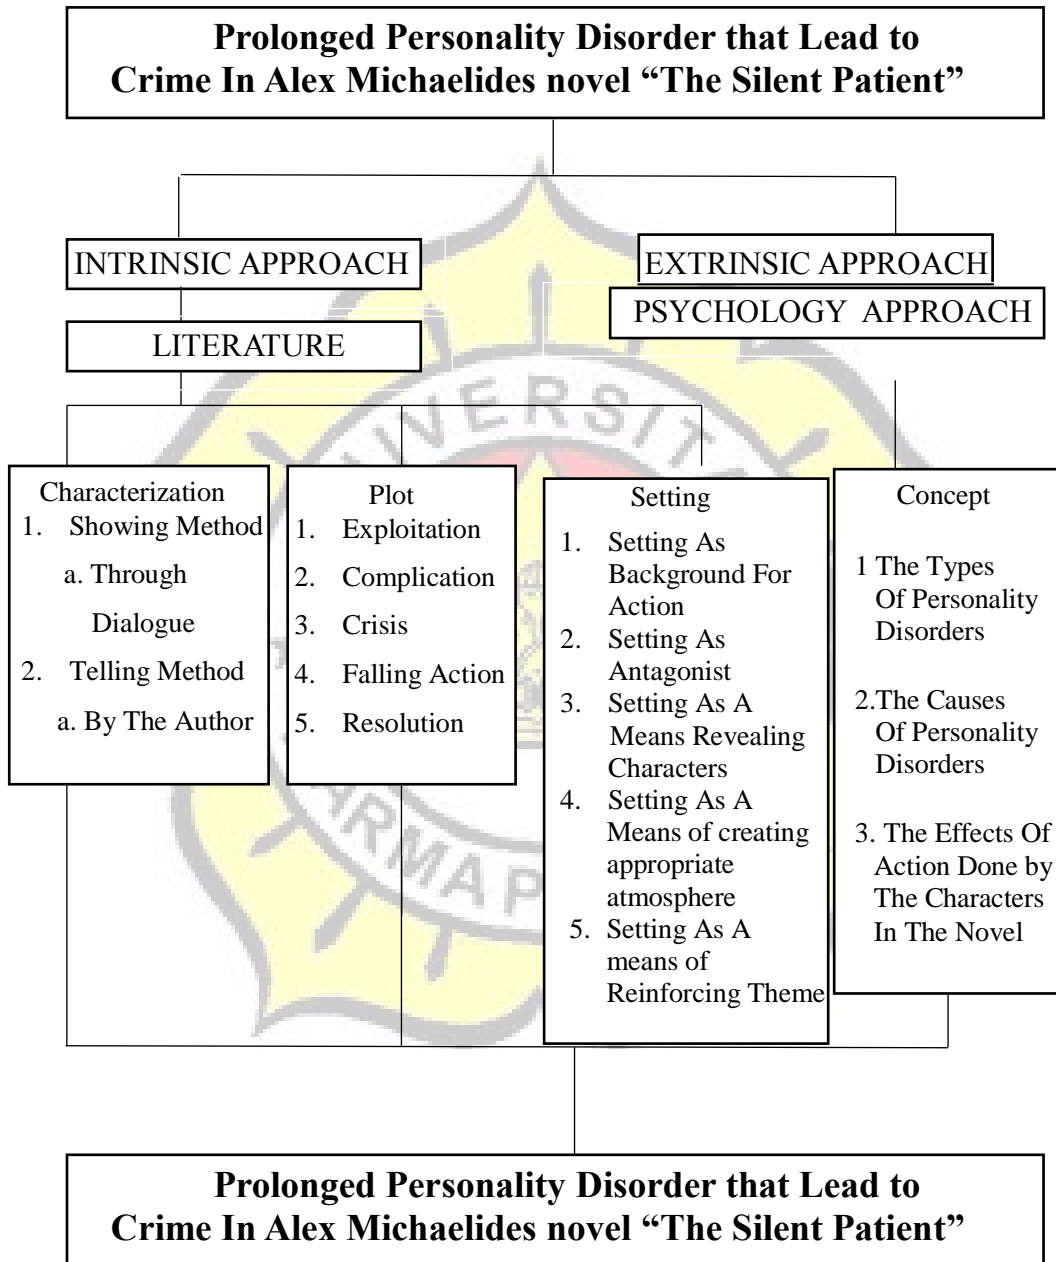 Prolonged Personality Disorder that Lead to
Crime In Alex Michaelides novel “The Silent Patient”
INTRINSIC APPROACH
LITERATURE
EXTRINSIC APPROACH
PSYCHOLOGY APPROACH
Characterization
1. Showing Method
a. Through
Dialogue
2. Telling Method
a. By The Author
Plot
1. Exploitation
2. Complication
3. Crisis
4. Falling Action
5. Resolution
Setting
1. Setting As
Background For
Action
2. Setting As
Antagonist
3. Setting As A
Means Revealing
Characters
4. Setting As A
Means of creating
appropriate
atmosphere
5. Setting As A
means of
Reinforcing Theme
Concept
1 The Types
Of Personality
Disorders
2.The Causes
Of Personality
Disorders
3. The Effects Of
Action Done by
The Characters
In The Novel
Prolonged Personality Disorder that Lead to
Crime In Alex Michaelides novel “The Silent Patient”